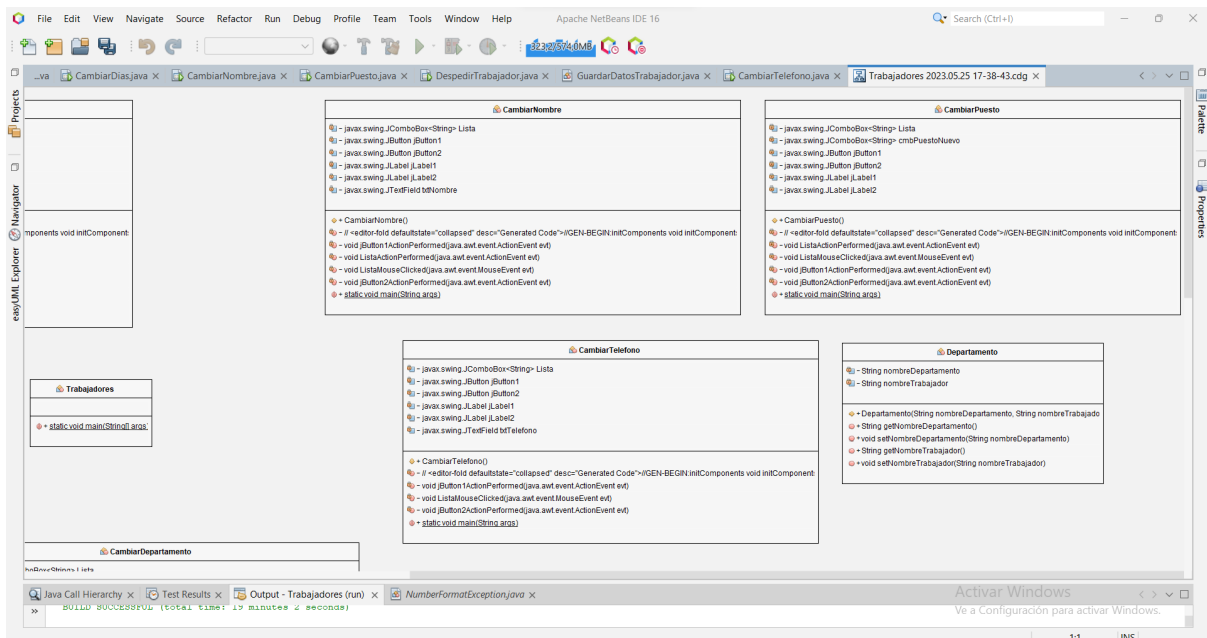 File Edit View Navigate Source Refactor Run Debug Profile Team Tools Window Help Apache NetBeans IDE 16 Search (Ctrl+I)
323,2/574,0MB
...va CambiarDias.java CambiarNombre.java CambiarPuesto.java DespedirTrabajador.java GuardarDatosTrabajador.java CambiarTelefono.java Trabajadores 2023.05.25 17-38-43.cdg
Projects
Navigator
easyUML Explorer
Palette
Properties
mponents void initComponent:
CambiarNombre
- javax.swing.JComboBox<String> Lista
- javax.swing.JButton jButton1
- javax.swing.JButton jButton2
- javax.swing.JLabel jLabel1
- javax.swing.JLabel jLabel2
- javax.swing.JTextField txtNombre
+ CambiarNombre()
- // <editor-fold defaultstate="collapsed" desc="Generated Code">//GEN-BEGIN:initComponents void initComponent:
- void jButton1ActionPerformed(java.awt.event.ActionEvent evt)
- void ListaActionPerformed(java.awt.event.ActionEvent evt)
- void ListaMouseClicked(java.awt.event.MouseEvent evt)
- void jButton2ActionPerformed(java.awt.event.ActionEvent evt)
+ static void main(String args)
CambiarPuesto
- javax.swing.JComboBox<String> Lista
- javax.swing.JComboBox<String> cmbPuestoNuevo
- javax.swing.JButton jButton1
- javax.swing.JButton jButton2
- javax.swing.JLabel jLabel1
- javax.swing.JLabel jLabel2
+ CambiarPuesto()
- // <editor-fold defaultstate="collapsed" desc="Generated Code">//GEN-BEGIN:initComponents void initComponent:
- void ListaActionPerformed(java.awt.event.ActionEvent evt)
- void ListaMouseClicked(java.awt.event.MouseEvent evt)
- void jButton1ActionPerformed(java.awt.event.ActionEvent evt)
- void jButton2ActionPerformed(java.awt.event.ActionEvent evt)
+ static void main(String args)
Trabajadores
+ static void main(String[] args)
CambiarTelefono
- javax.swing.JComboBox<String> Lista
- javax.swing.JButton jButton1
- javax.swing.JButton jButton2
- javax.swing.JLabel jLabel1
- javax.swing.JLabel jLabel2
- javax.swing.JTextField txtTelefono
+ CambiarTelefono()
- // <editor-fold defaultstate="collapsed" desc="Generated Code">//GEN-BEGIN:initComponents void initComponent:
- void jButton1ActionPerformed(java.awt.event.ActionEvent evt)
- void ListaMouseClicked(java.awt.event.MouseEvent evt)
- void jButton2ActionPerformed(java.awt.event.ActionEvent evt)
+ static void main(String args)
Departamento
- String nombreDepartamento
- String nombreTrabajador
+ Departamento(String nombreDepartamento, String nombreTrabajado
+ String getNombreDepartamento()
+ void setNombreDepartamento(String nombreDepartamento)
+ String getNombreTrabajador()
+ void setNombreTrabajador(String nombreTrabajador)
CambiarDepartamento
boBox<String> Lista
Java Call Hierarchy Test Results Output - Trabajadores (run) NumberFormatException.java
BUILD SUCCESSFUL (total time: 19 minutes 2 seconds)
Activar Windows
Ve a Configuración para activar Windows.
1:1 INS